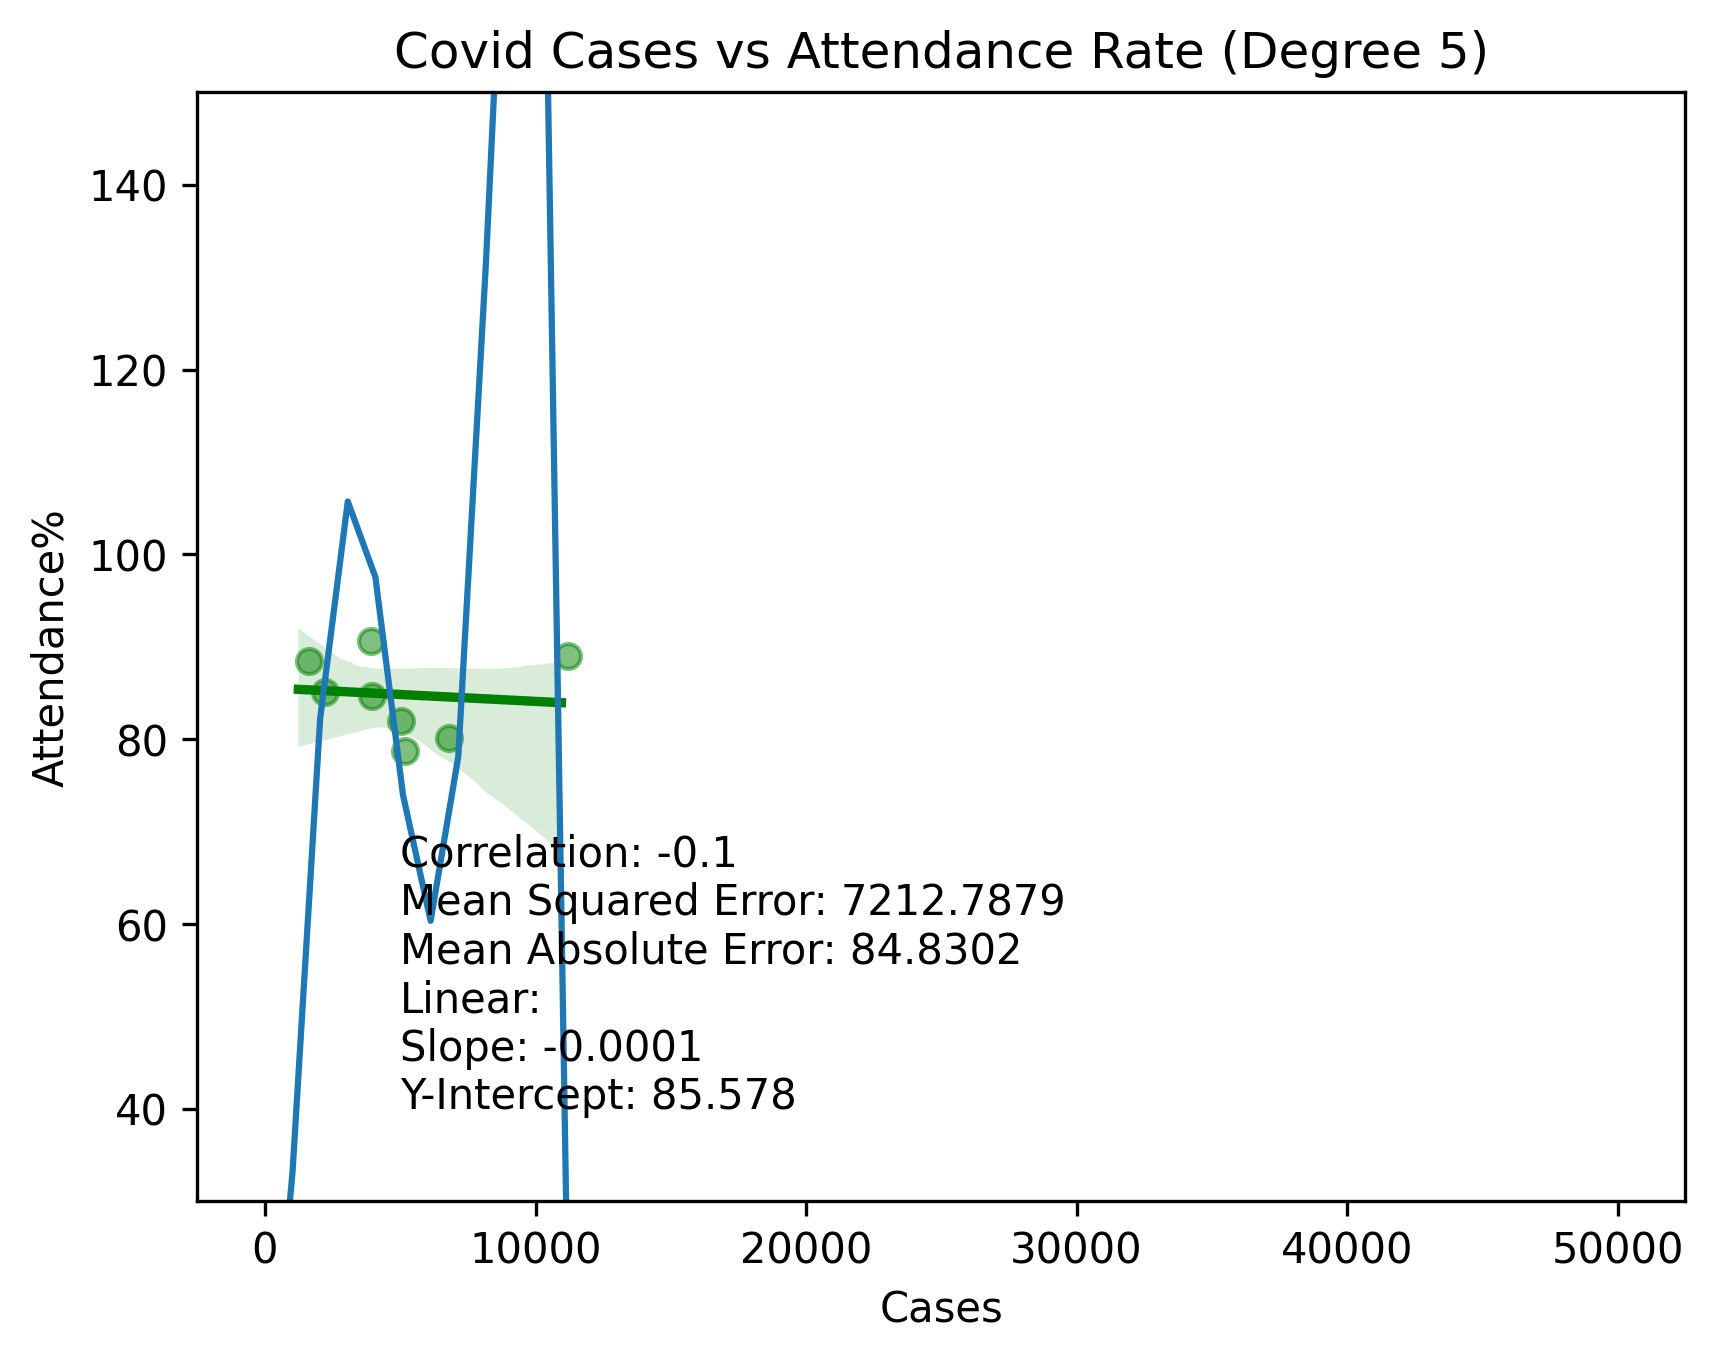 Covid Cases vs Attendance Rate (Degree 5)
140
120
100
80
60
40
Attendance%
Correlation: -0.1
Mean Squared Error: 7212.7879
Mean Absolute Error: 84.8302
Linear:
Slope: -0.0001
Y-Intercept: 85.578
0 10000 20000 30000 40000 50000
Cases